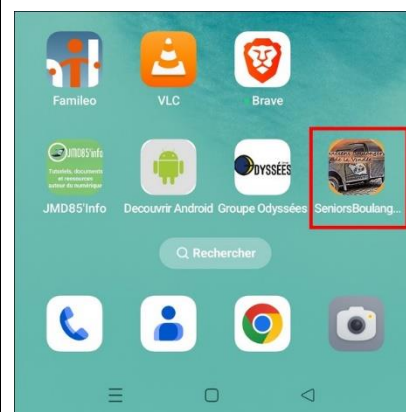 Famileo
VLC
Brave
JMD85'info
Tutoriels, documents
et ressources
autour du numérique
ODYSSÉES
JMD85'Info
Decouvrir Android
Groupe Odyssées
SeniorsBoulang...
Rechercher